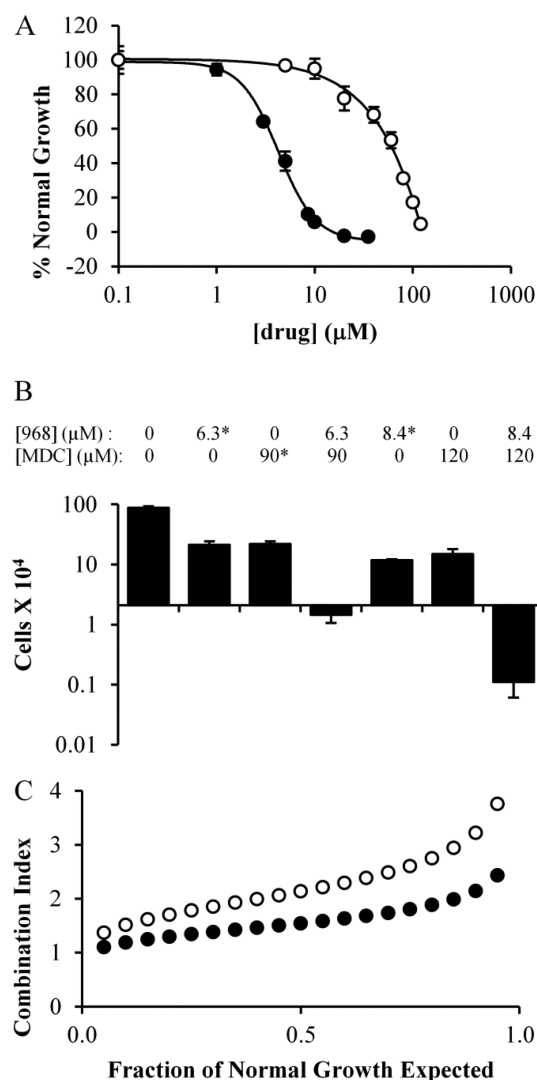 A
120
100
80
60
40
20
0
-20
% Normal Growth
0.1 1 10 100 1000
[drug] (µM)
B
[968] (µM) : 0 6.3* 0 6.3 8.4* 0 8.4
[MDC] (µM): 0 0 90* 90 0 120 120
100
10
1
0.1
0.01
Cells X 10⁴
C
4
3
2
1
0
Combination Index
0.0 0.5 1.0
Fraction of Normal Growth Expected